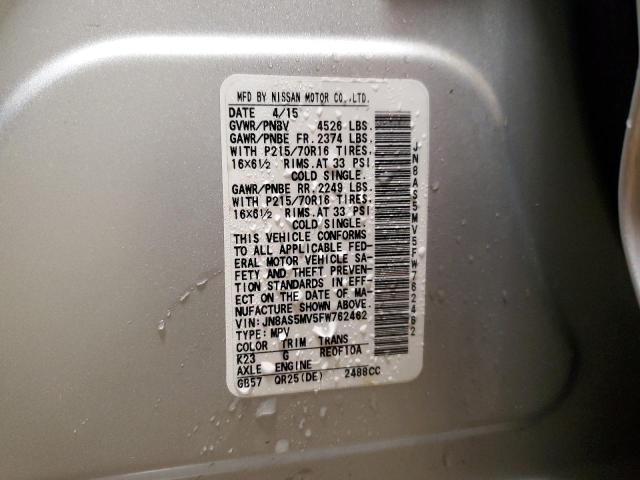 MFD BY NISSAN MOTOR CO.,LTD.
DATE 4/15
GVWR/PNBV 4526 LBS.
GAWR/PNBE FR.2374 LBS.
WITH P215/70R16 TIRES.
16X6½ RIMS.AT 33 PSI
COLD SINGLE.
GAWR/PNBE RR.2249 LBS.
WITH P215/70R16 TIRES.
16X6½ RIMS.AT 33 PSI
COLD SINGLE.
THIS VEHICLE CONFORMS
TO ALL APPLICABLE FED-
ERAL MOTOR VEHICLE SA-
FETY AND THEFT PREVEN-
TION STANDARDS IN EFF-
ECT ON THE DATE OF MA-
NUFACTURE SHOWN ABOVE.
VIN:JN8AS5MV5FW762462
TYPE:MPV
COLOR TRIM TRANS
K23 G RE0F10A
AXLE ENGINE
GB57 QR25(DE) 2488CC
JN8AS5MV5FW762462